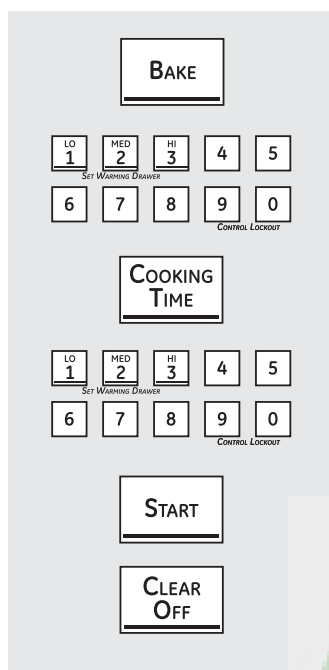 BAKE
LO MED HI
1 2 3 4 5
SET WARMING DRAWER
6 7 8 9 0
CONTROL LOCKOUT
COOKING
TIME
LO MED HI
1 2 3 4 5
SET WARMING DRAWER
6 7 8 9 0
CONTROL LOCKOUT
START
CLEAR
OFF